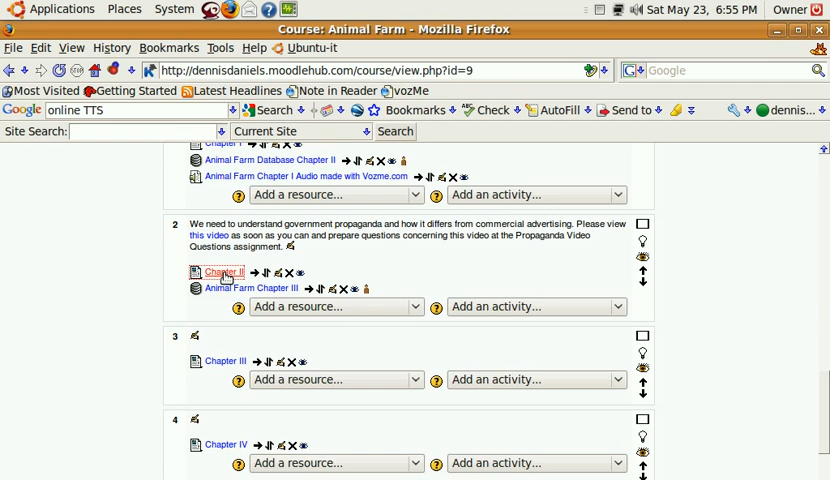 Applications Places System Sat May 23, 6:55 PM Owner
Course: Animal Farm - Mozilla Firefox
File Edit View History Bookmarks Tools Help Ubuntu-it
http://dennisdaniels.moodlehub.com/course/view.php?id=9 Google
Most Visited Getting Started Latest Headlines Note in Reader vozMe
Google online TTS Search Bookmarks Check AutoFill Send to dennis...
Site Search: Current Site Search
Chapter I
Animal Farm Database Chapter II
Animal Farm Chapter I Audio made with Vozme.com
Add a resource... Add an activity...
2 We need to understand government propaganda and how it differs from commercial advertising. Please view
this video as soon as you can and prepare questions concerning this video at the Propaganda Video
Questions assignment.
Chapter II
Animal Farm Chapter III
Add a resource... Add an activity...
3
Chapter III
Add a resource... Add an activity...
4
Chapter IV
Add a resource... Add an activity...